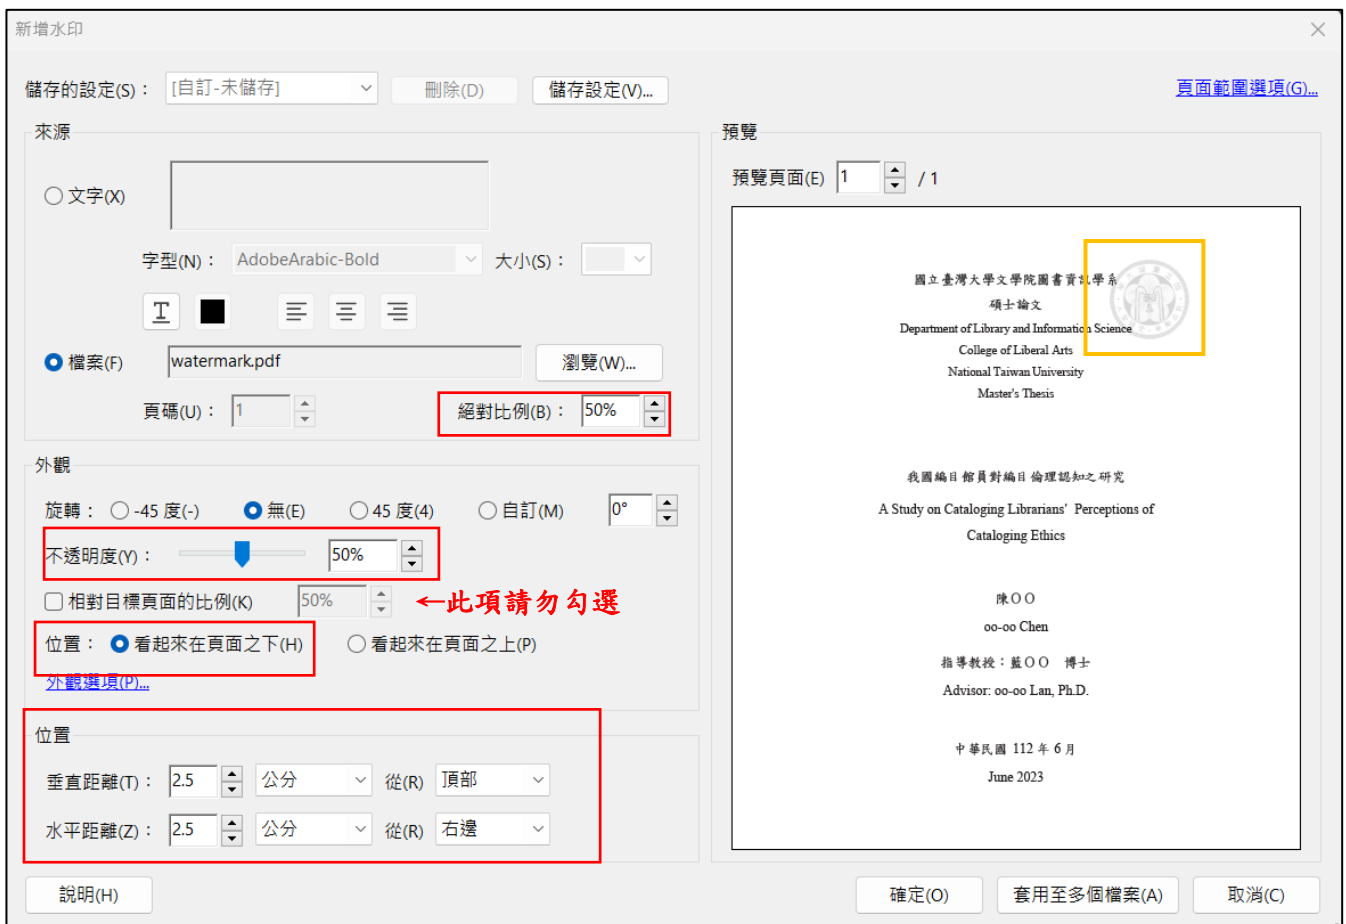 新增水印
儲存的設定(S)： [自訂-未儲存] 刪除(D) 儲存設定(V)... 頁面範圍選項(G)...
來源
文字(X)
字型(N)： AdobeArabic-Bold 大小(S)：
檔案(F) watermark.pdf 瀏覽(W)...
頁碼(U)： 1 絕對比例(B)： 50%
外觀
旋轉： -45 度(-) 無(E) 45 度(4) 自訂(M) 0°
不透明度(Y)： 50%
相對目標頁面的比例(K) 50% ←此項請勿勾選
位置： 看起來在頁面之下(H) 看起來在頁面之上(P)
外觀選項(P)...
位置
垂直距離(T)： 2.5 公分 從(R) 頂部
水平距離(Z)： 2.5 公分 從(R) 右邊
預覽
預覽頁面(E) 1 / 1
國立臺灣大學文學院圖書資訊學系
碩士論文
Department of Library and Information Science
College of Liberal Arts
National Taiwan University
Master's Thesis
我國編目館員對編目倫理認知之研究
A Study on Cataloging Librarians' Perceptions of
Cataloging Ethics
陳OO
oo-oo Chen
指導教授：藍OO 博士
Advisor: oo-oo Lan, Ph.D.
中華民國 112 年 6 月
June 2023
說明(H) 確定(O) 套用至多個檔案(A) 取消(C)